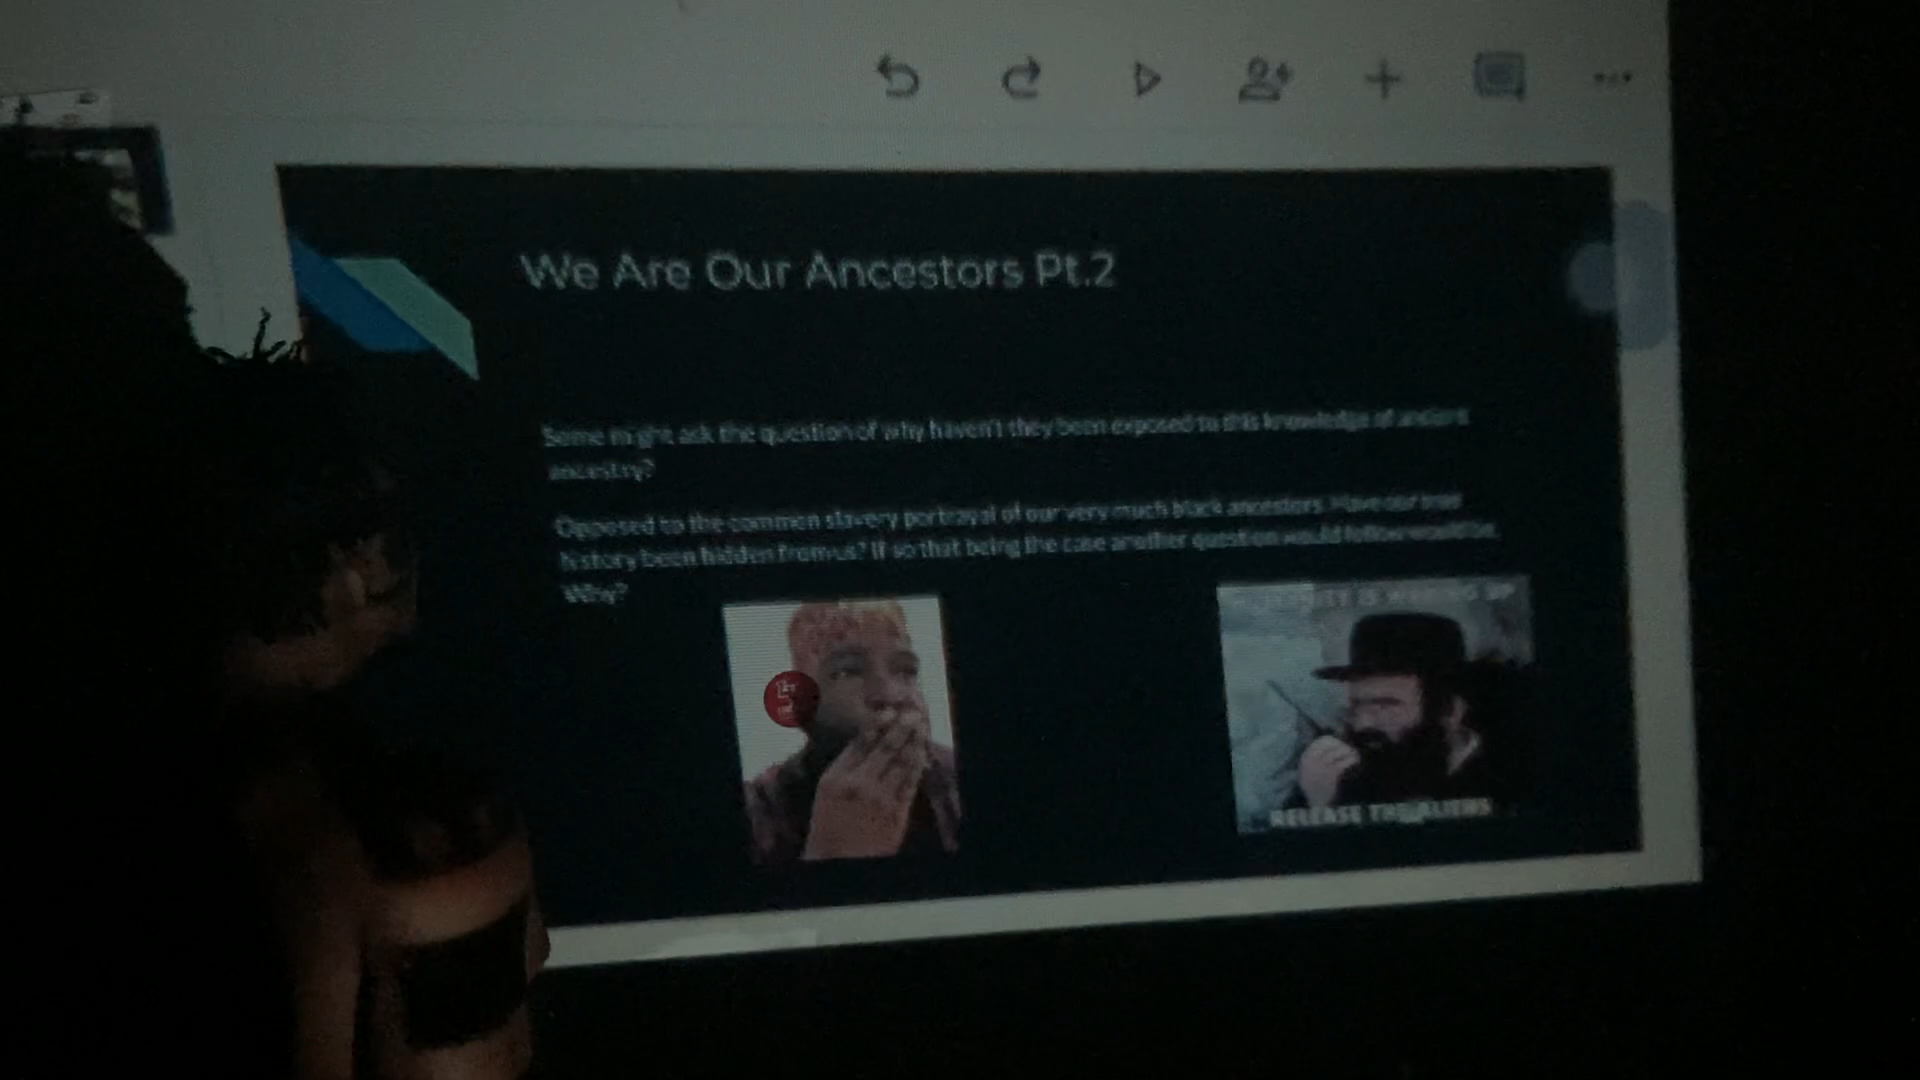 We Are Our Ancestors Pt.2
Some might ask the question of why haven't they been exposed to this knowledge of ancient
ancestry?
Opposed to the common slavery portrayal of our very much black ancestors. Have our true
history been hidden from us? If so that being the case another question would follow would be.
Why?
IS WAKING UP
RELEASE THE ALIENS